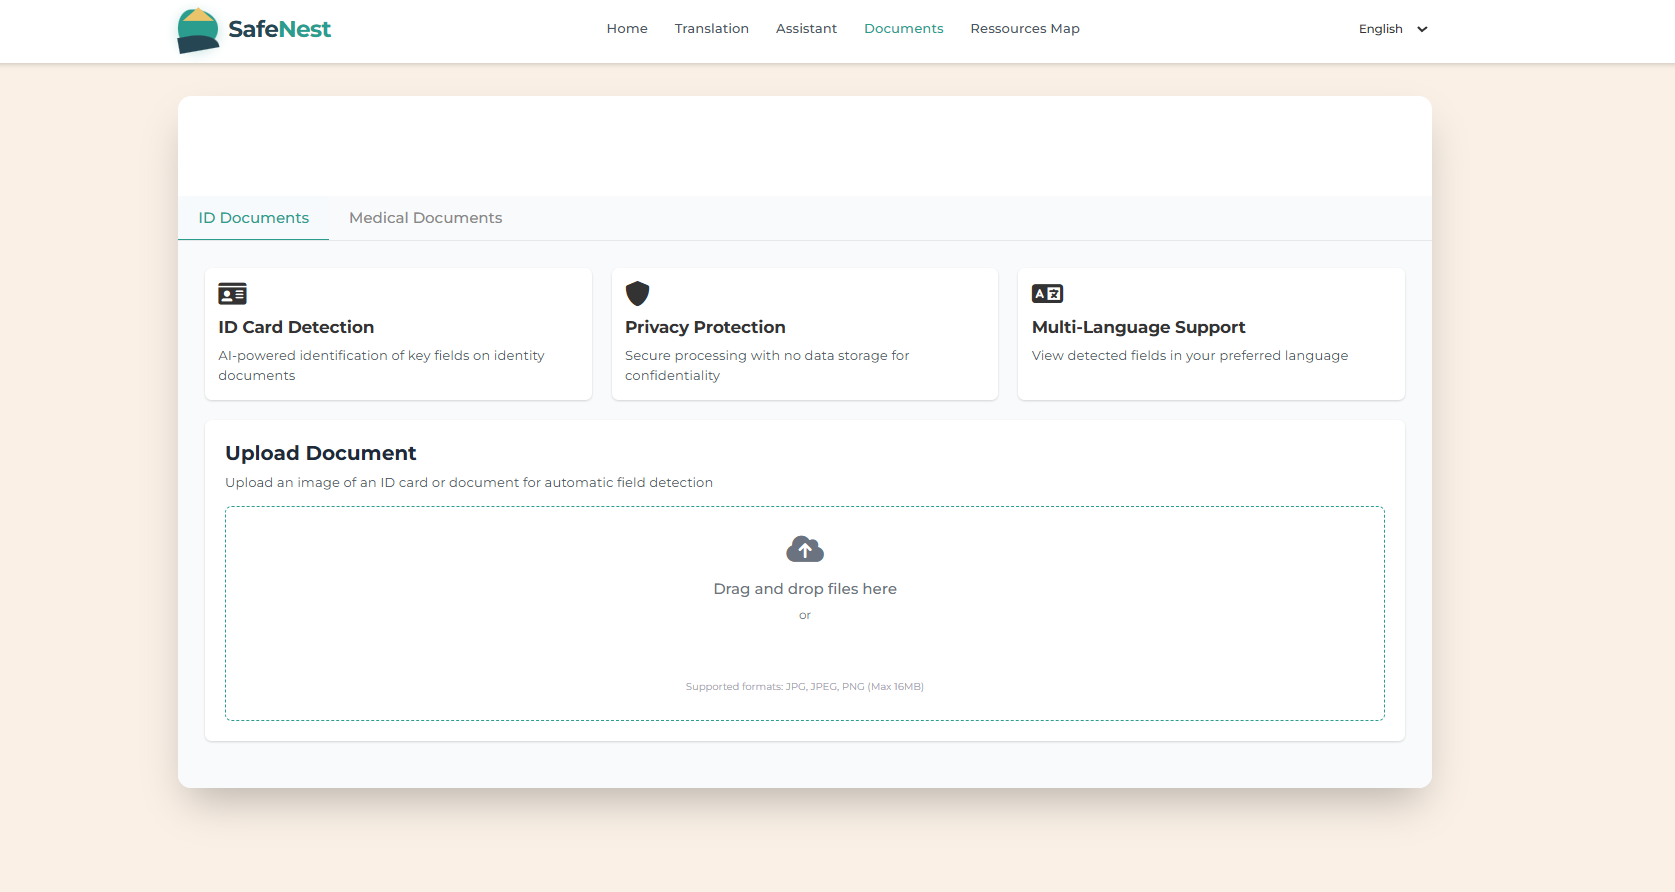 SafeNest
Home
Translation
Assistant
Documents
Ressources Map
English
ID Documents
Medical Documents
ID Card Detection
AI-powered identification of key fields on identity
documents
Privacy Protection
Secure processing with no data storage for
confidentiality
Multi-Language Support
View detected fields in your preferred language
Upload Document
Upload an image of an ID card or document for automatic field detection
Drag and drop files here
or
Supported formats: JPG, JPEG, PNG (Max 16MB)